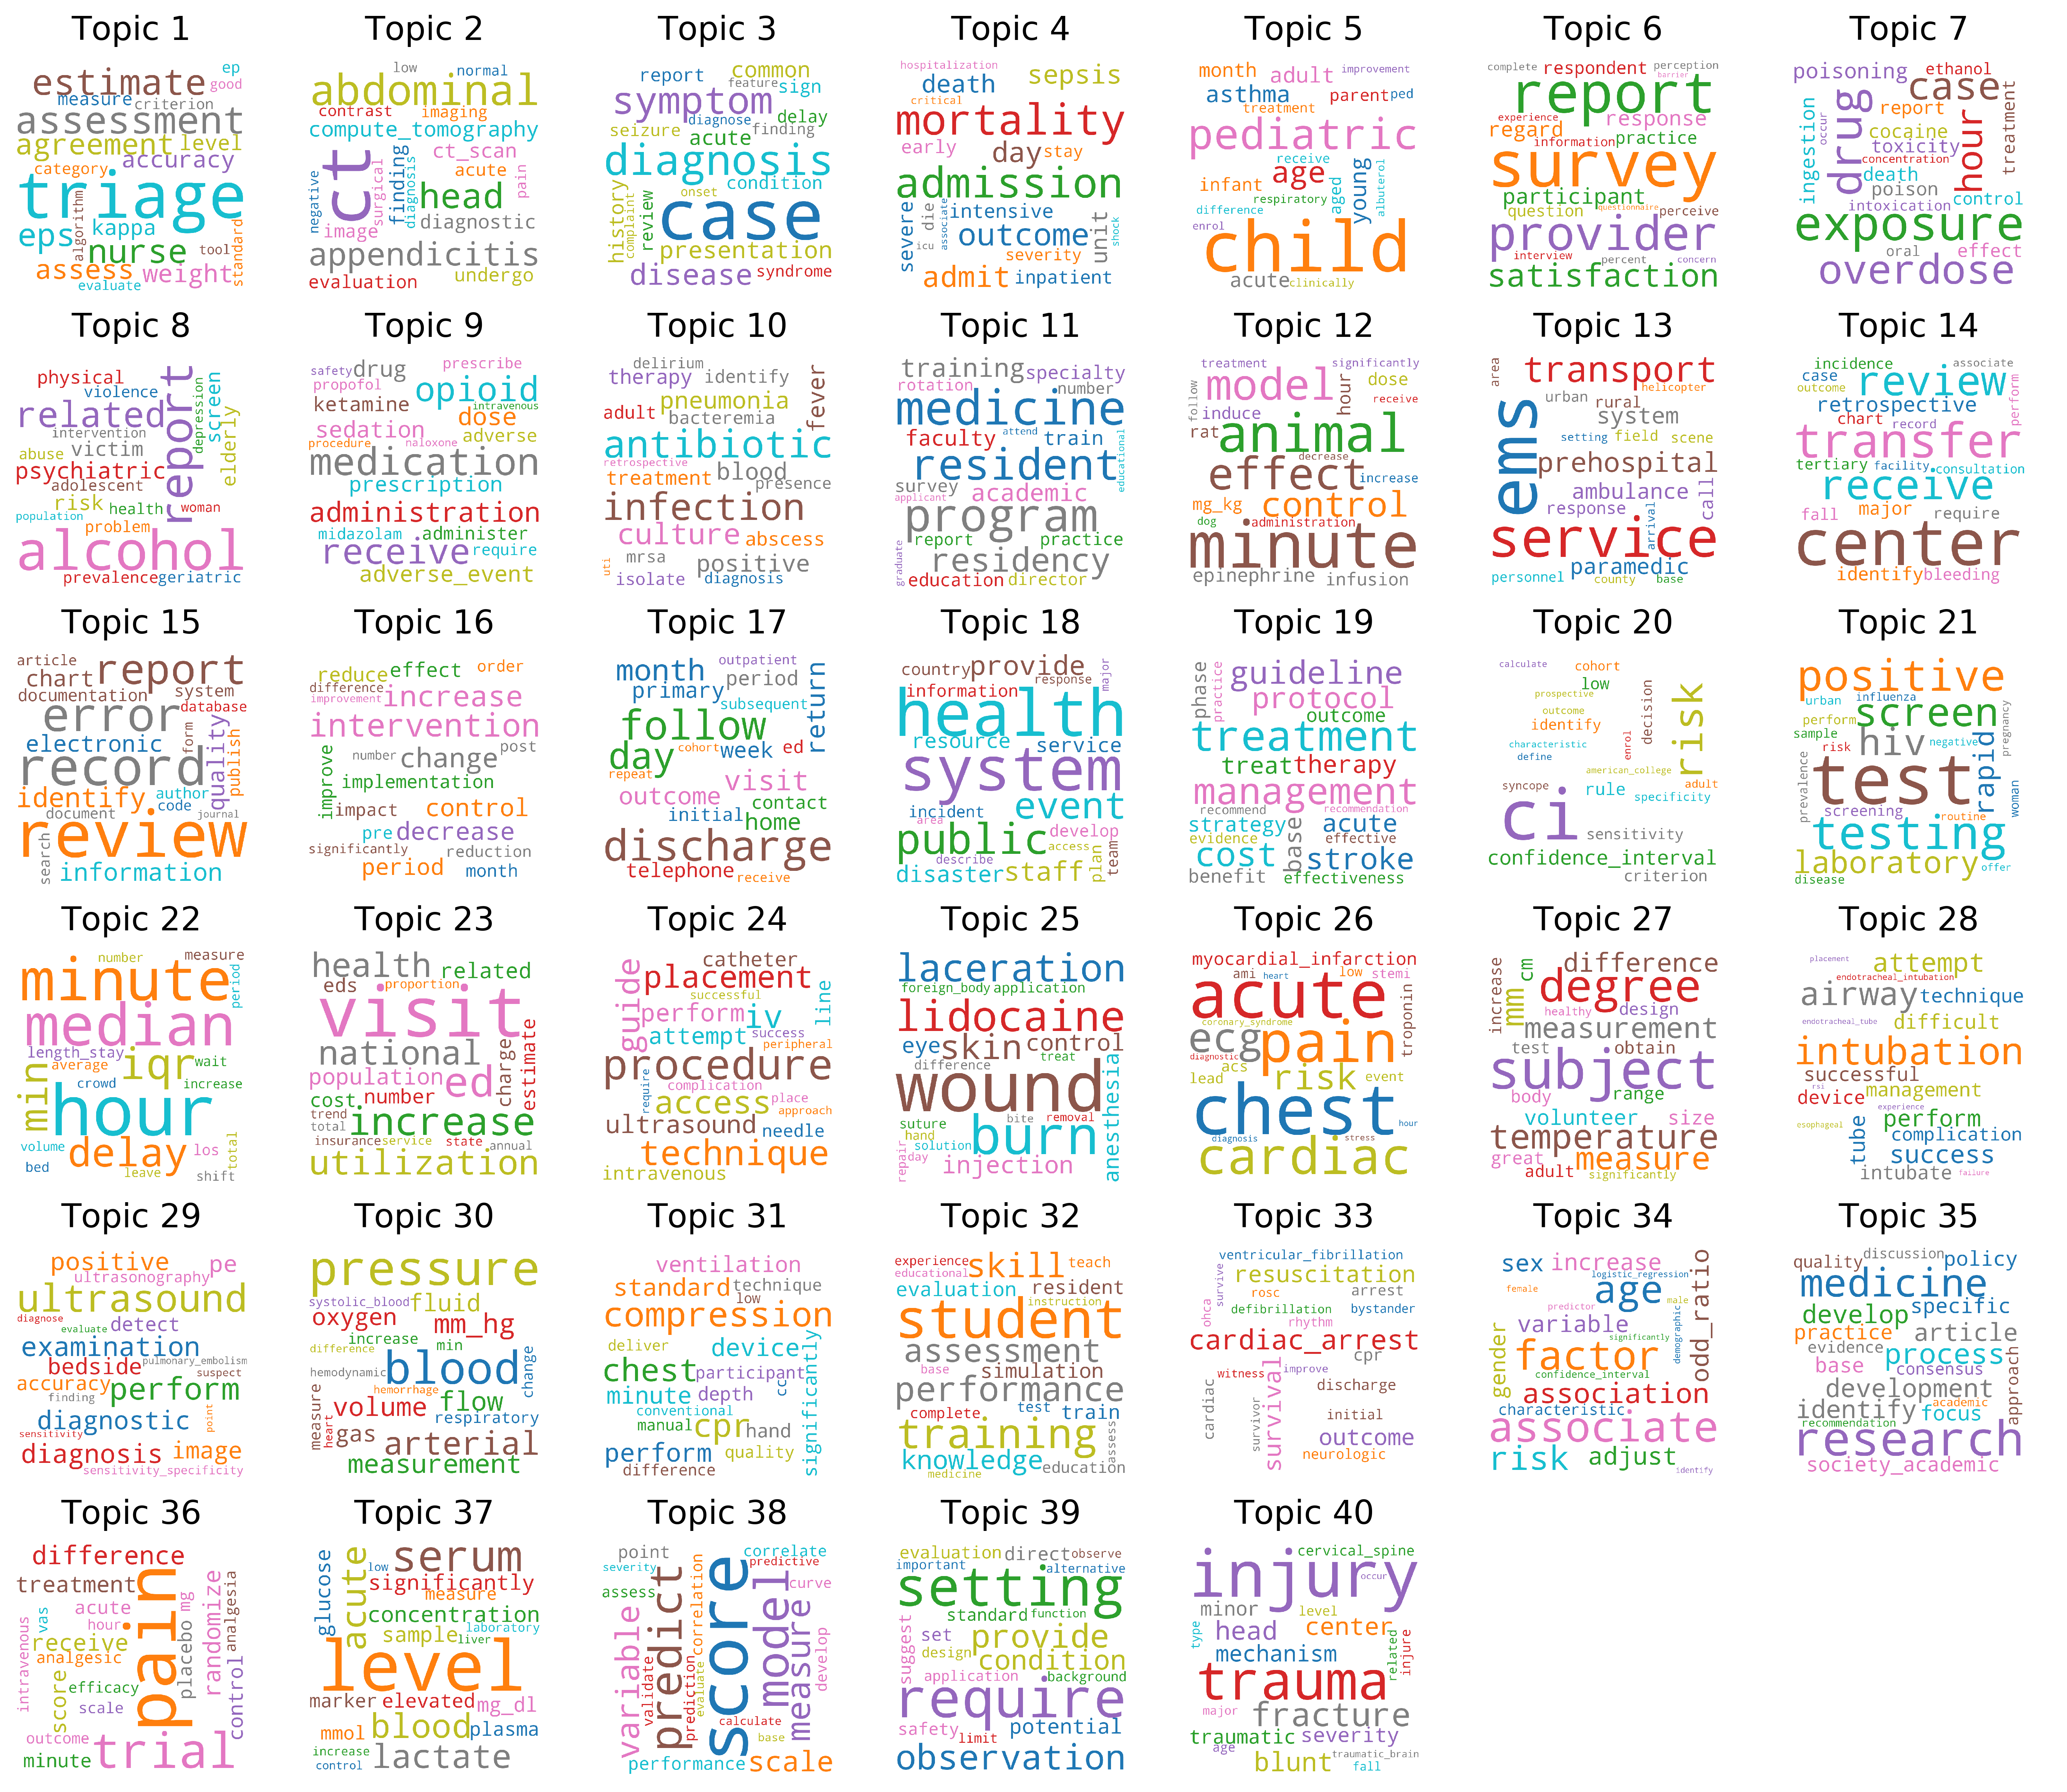 Topic 1
ep
estimate
good
measure
criterion
assessment
agreement
level
category
accuracy
triage
algorithm
eps
kappa
nurse
tool
standard
assess
weight
evaluate
Topic 2
low
normal
abdominal
contrast
imaging
compute_tomography
ct
finding
ct_scan
acute
pain
negative
surgical
diagnosis
head
image
diagnostic
appendicitis
evaluation
undergo
Topic 3
report
common
feature
symptom
sign
diagnose
delay
seizure
acute
finding
diagnosis
history
complaint
review
onset
condition
case
presentation
disease
syndrome
Topic 4
hospitalization
death
sepsis
critical
mortality
early
day
stay
admission
severe
icu
die
associate
intensive
outcome
unit
shock
severity
admit
inpatient
Topic 5
month
adult
improvement
asthma
parent
ped
treatment
pediatric
receive
age
aged
young
albuterol
infant
respiratory
difference
enrol
child
acute
clinically
Topic 6
complete
respondent
perception
barrier
report
experience
response
regard
information
practice
survey
participant
question
questionnaire
perceive
provider
interview
percent
concern
satisfaction
Topic 7
poisoning
ethanol
case
ingestion
occur
drug
report
hour
treatment
cocaine
toxicity
concentration
death
poison
control
intoxication
exposure
oral
effect
overdose
Topic 8
physical
violence
report
depression
screen
related
elderly
intervention
abuse
victim
psychiatric
adolescent
risk
health
woman
population
problem
alcohol
prevalence
geriatric
Topic 9
safety
drug
prescribe
propofol
opioid
ketamine
intravenous
dose
sedation
adverse
procedure
naloxone
medication
prescription
administration
midazolam
administer
receive
require
adverse_event
Topic 10
delirium
therapy
identify
fever
pneumonia
adult
bacteremia
antibiotic
retrospective
blood
treatment
presence
infection
culture
abscess
mrsa
positive
uti
isolate
diagnosis
Topic 11
training
specialty
rotation
number
medicine
faculty
attend
train
educational
resident
survey
academic
applicant
program
report
practice
graduate
residency
education
director
Topic 12
treatment
significantly
model
hour
dose
follow
induce
receive
rat
animal
decrease
effect
increase
mg_kg
control
dog
administration
minute
epinephrine
infusion
Topic 13
area
transport
helicopter
ems
urban
rural
system
setting
field
scene
prehospital
ambulance
call
response
arrival
service
paramedic
personnel
county
base
Topic 14
incidence
associate
case
review
outcome
perform
retrospective
chart
record
transfer
tertiary
facility
consultation
receive
fall
major
require
center
identify
bleeding
Topic 15
article
report
chart
documentation
system
database
error
form
quality
publish
electronic
record
identify
author
code
document
journal
review
search
information
Topic 16
reduce
effect
order
difference
increase
improvement
intervention
improve
number
change
post
implementation
impact
control
pre
decrease
significantly
reduction
period
month
Topic 17
month
outpatient
return
primary
period
subsequent
follow
day
cohort
week
ed
repeat
visit
outcome
contact
initial
home
discharge
telephone
receive
Topic 18
country
provide
major
information
response
health
resource
service
system
incident
event
area
public
develop
describe
access
plan
team
disaster
staff
Topic 19
phase
practice
guideline
protocol
outcome
treatment
treat
therapy
management
recommend
recommendation
strategy
base
acute
evidence
effective
cost
stroke
benefit
effectiveness
Topic 20
calculate
cohort
low
risk
prospective
outcome
identify
decision
characteristic
enrol
define
american_college
syncope
rule
adult
specificity
ci
sensitivity
confidence_interval
criterion
Topic 21
positive
urban
influenza
screen
pregnancy
perform
sample
hiv
negative
rapid
risk
prevalence
test
woman
screening
routine
testing
laboratory
offer
disease
Topic 22
number
measure
minute
period
median
length_stay
iqr
wait
average
min
crowd
increase
hour
volume
delay
los
total
bed
leave
shift
Topic 23
health
related
eds
proportion
visit
national
charge
estimate
population
ed
cost
number
trend
increase
total
insurance
service
state
annual
utilization
Topic 24
guide
catheter
placement
line
successful
perform
iv
attempt
success
peripheral
procedure
require
complication
access
place
approach
ultrasound
needle
technique
intravenous
Topic 25
laceration
foreign_body
application
lidocaine
eye
skin
control
difference
treat
anesthesia
wound
bite
removal
suture
hand
burn
solution
repair
day
injection
Topic 26
myocardial_infarction
ami
heart
low
stemi
acute
troponin
coronary_syndrome
ecg
pain
diagnostic
acs
lead
risk
event
chest
hour
diagnosis
stress
cardiac
Topic 27
increase
cm
difference
mm
degree
healthy
design
measurement
test
obtain
subject
body
range
volunteer
size
temperature
great
measure
adult
significantly
Topic 28
placement
attempt
endotracheal_intubation
airway
technique
endotracheal_tube
difficult
intubation
successful
rsi
device
management
experience
esophageal
perform
tube
complication
success
intubate
failure
Topic 29
positive
pe
ultrasonography
ultrasound
diagnose
evaluate
detect
examination
bedside
pulmonary_embolism
suspect
accuracy
perform
finding
diagnostic
point
sensitivity
diagnosis
image
sensitivity_specificity
Topic 30
pressure
systolic_blood
fluid
oxygen
mm_hg
increase
min
difference
hemodynamic
blood
change
hemorrhage
measure
heart
volume
flow
respiratory
gas
arterial
measurement
Topic 31
ventilation
standard
technique
low
compression
deliver
device
significantly
chest
participant
minute
depth
cc
conventional
manual
cpr
hand
perform
quality
difference
Topic 32
experience
skill
teach
educational
evaluation
resident
instruction
student
assessment
base
simulation
performance
complete
test
train
assess
training
knowledge
education
medicine
Topic 33
ventricular_fibrillation
survive
resuscitation
rosc
arrest
ohca
defibrillation
bystander
rhythm
cardiac_arrest
cpr
witness
improve
survival
discharge
cardiac
survivor
initial
outcome
neurologic
Topic 34
sex
increase
odd_ratio
logistic_regression
female
age
predictor
male
gender
variable
demographic
significantly
factor
confidence_interval
association
characteristic
associate
risk
adjust
identify
Topic 35
quality
discussion
policy
medicine
develop
specific
practice
article
approach
evidence
process
base
consensus
development
academic
identify
focus
recommendation
research
society_academic
Topic 36
difference
treatment
pain
mg
randomize
analgesia
vas
acute
hour
placebo
intravenous
receive
analgesic
score
efficacy
scale
control
outcome
trial
minute
Topic 37
glucose
acute
low
serum
significantly
measure
concentration
sample
laboratory
liver
level
marker
elevated
mg_dl
mmol
blood
plasma
increase
lactate
control
Topic 38
point
correlate
severity
predictive
assess
predict
correlation
score
model
curve
variable
validate
prediction
evaluate
measure
develop
calculate
base
performance
scale
Topic 39
evaluation
direct
observe
important
alternative
setting
standard
function
suggest
set
provide
design
condition
application
background
require
safety
potential
limit
observation
Topic 40
cervical_spine
injury
occur
minor
level
type
head
center
mechanism
related
injure
trauma
major
fracture
traumatic
severity
age
blunt
traumatic_brain
fall